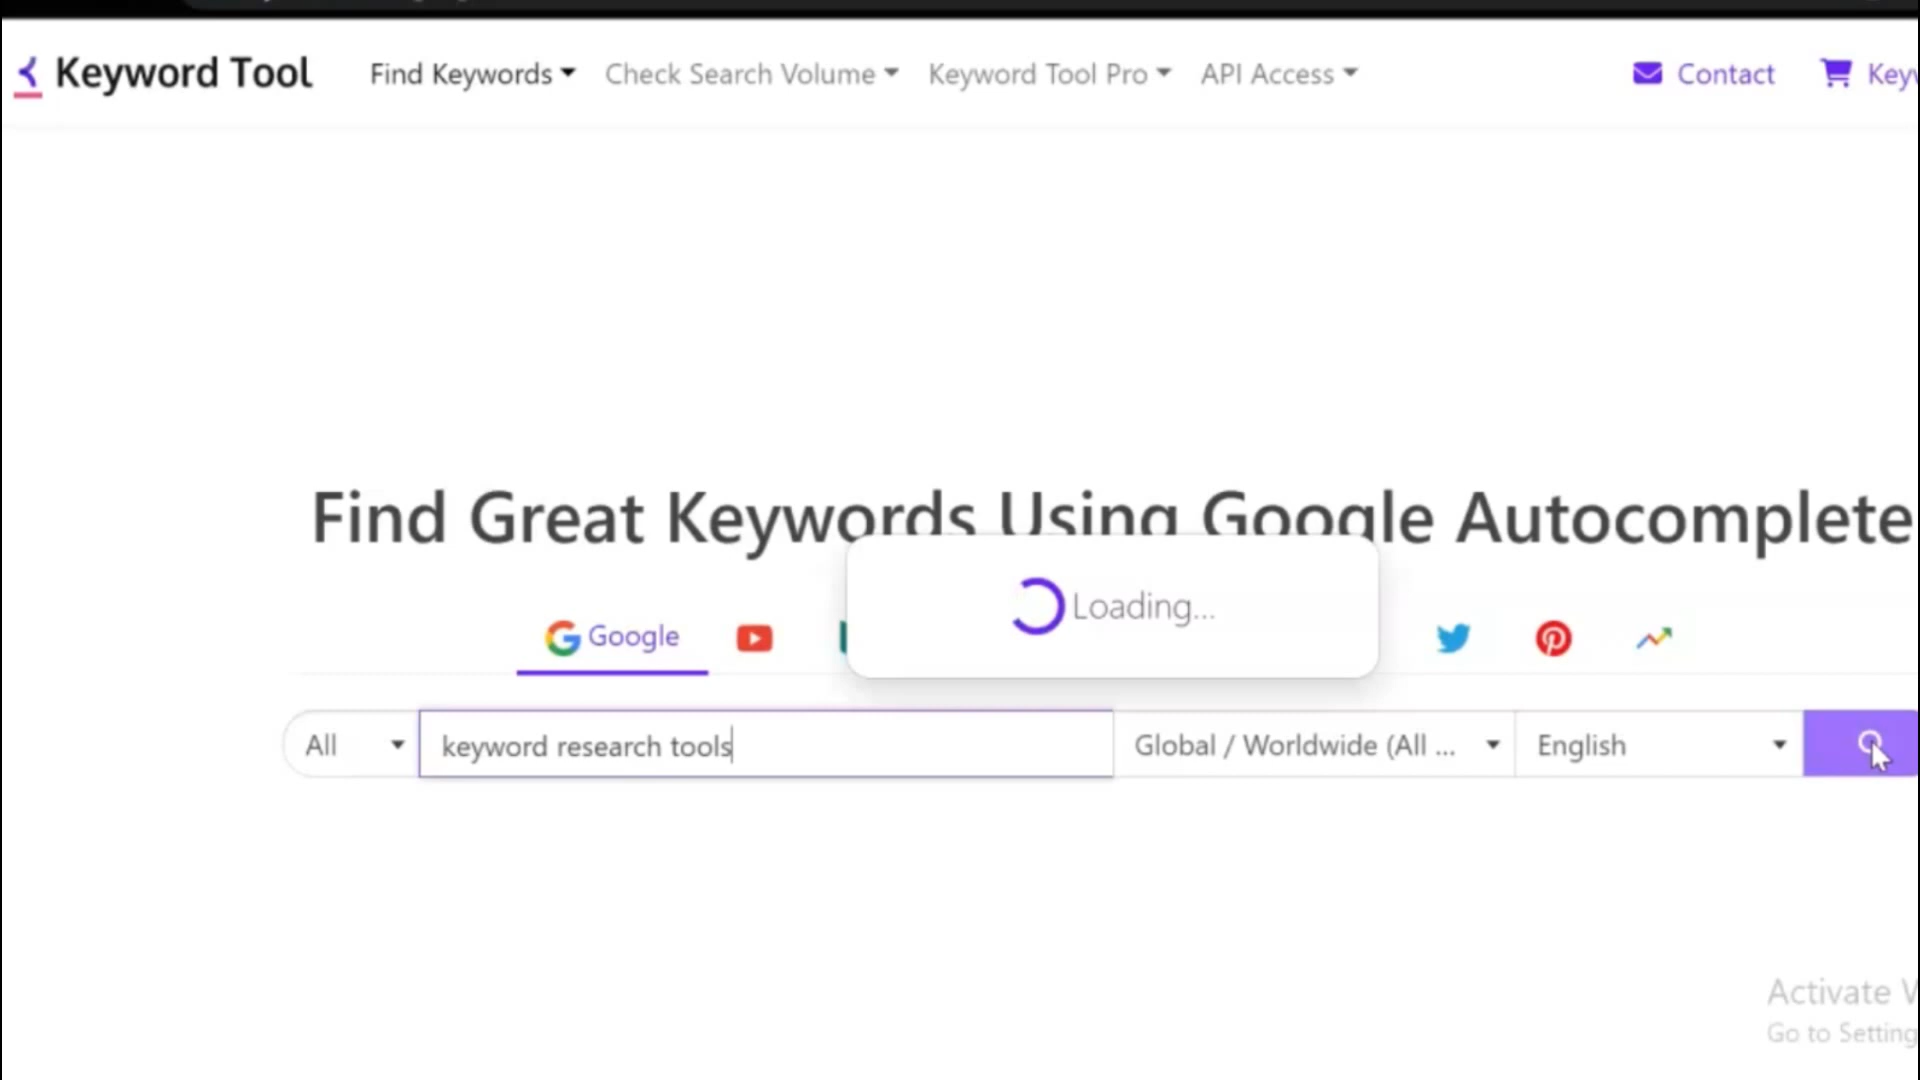 Keyword Tool Find Keywords Check Search Volume Keyword Tool Pro API Access Contact
Find Great Keywords Using Google Autocomplete
Loading...
Google
All keyword research tools Global / Worldwide (All ... English
Activate
Go to Setting